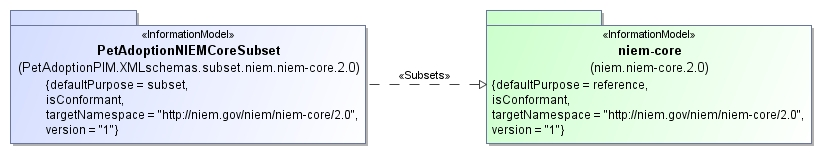 «InformationModel»
PetAdoptionNIEMCoreSubset
(PetAdoptionPIM.XMLschemas.subset.niem.niem-core.2.0)
{defaultPurpose = subset,
isConformant,
targetNamespace = "http://niem.gov/niem/niem-core/2.0",
version = "1"}
«Subsets»
«InformationModel»
niem-core
(niem.niem-core.2.0)
{defaultPurpose = reference,
isConformant,
targetNamespace = "http://niem.gov/niem/niem-core/2.0",
version = "1"}